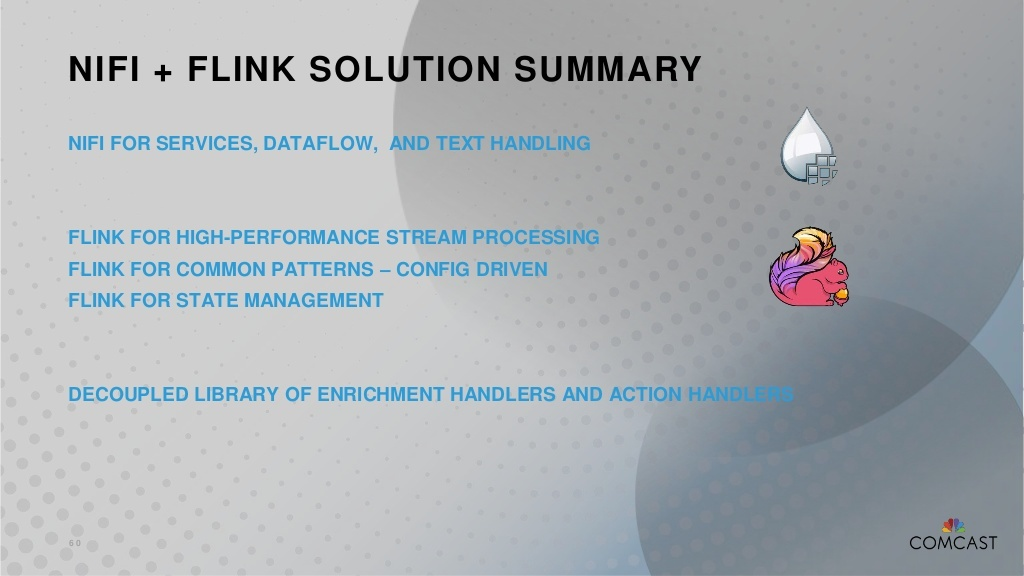 NIFI + FLINK SOLUTION SUMMARY
NIFI FOR SERVICES, DATAFLOW, AND TEXT HANDLING
FLINK FOR HIGH-PERFORMANCE STREAM PROCESSING
FLINK FOR COMMON PATTERNS – CONFIG DRIVEN
FLINK FOR STATE MANAGEMENT
DECOUPLED LIBRARY OF ENRICHMENT HANDLERS AND ACTION HANDLERS
60
COMCAST